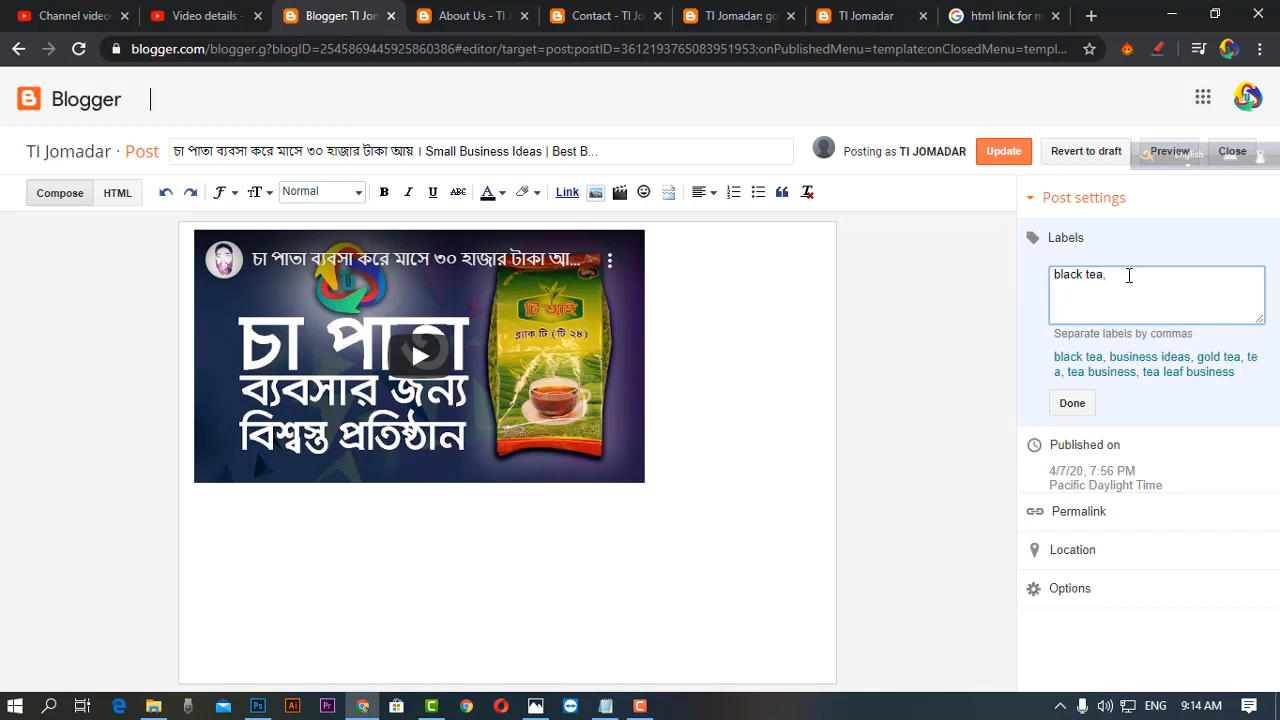 Channel video
Video details -
Blogger: TI Jon
About Us - TI J
Contact - TI Jo
TI Jomadar: go
TI Jomadar
html link for m
blogger.com/blogger.g?blogID=2545869445925860386#editor/target=post;postID=3612193765083951953;onPublishedMenu=template;onClosedMenu=templ...
Blogger
TI Jomadar · Post
চা পাতা ব্যবসা করে মাসে ৩০ হাজার টাকা আয় । Small Business Ideas | Best B...
Posting as TI JOMADAR
Update
Revert to draft
Preview
Close
English
Compose
HTML
Normal
B
I
U
ABC
A
Link
Post settings
Labels
black tea,
Separate labels by commas
black tea, business ideas, gold tea, te
a, tea business, tea leaf business
Done
Published on
4/7/20, 7:56 PM
Pacific Daylight Time
Permalink
Location
Options
চা পাতা ব্যবসা করে মাসে ৩০ হাজার টাকা আ...
চা পাতা
ব্যবসার জন্য
বিশ্বস্ত প্রতিষ্ঠান
টি আই
ব্ল্যাক টি (টি ২৪)
ENG
9:14 AM